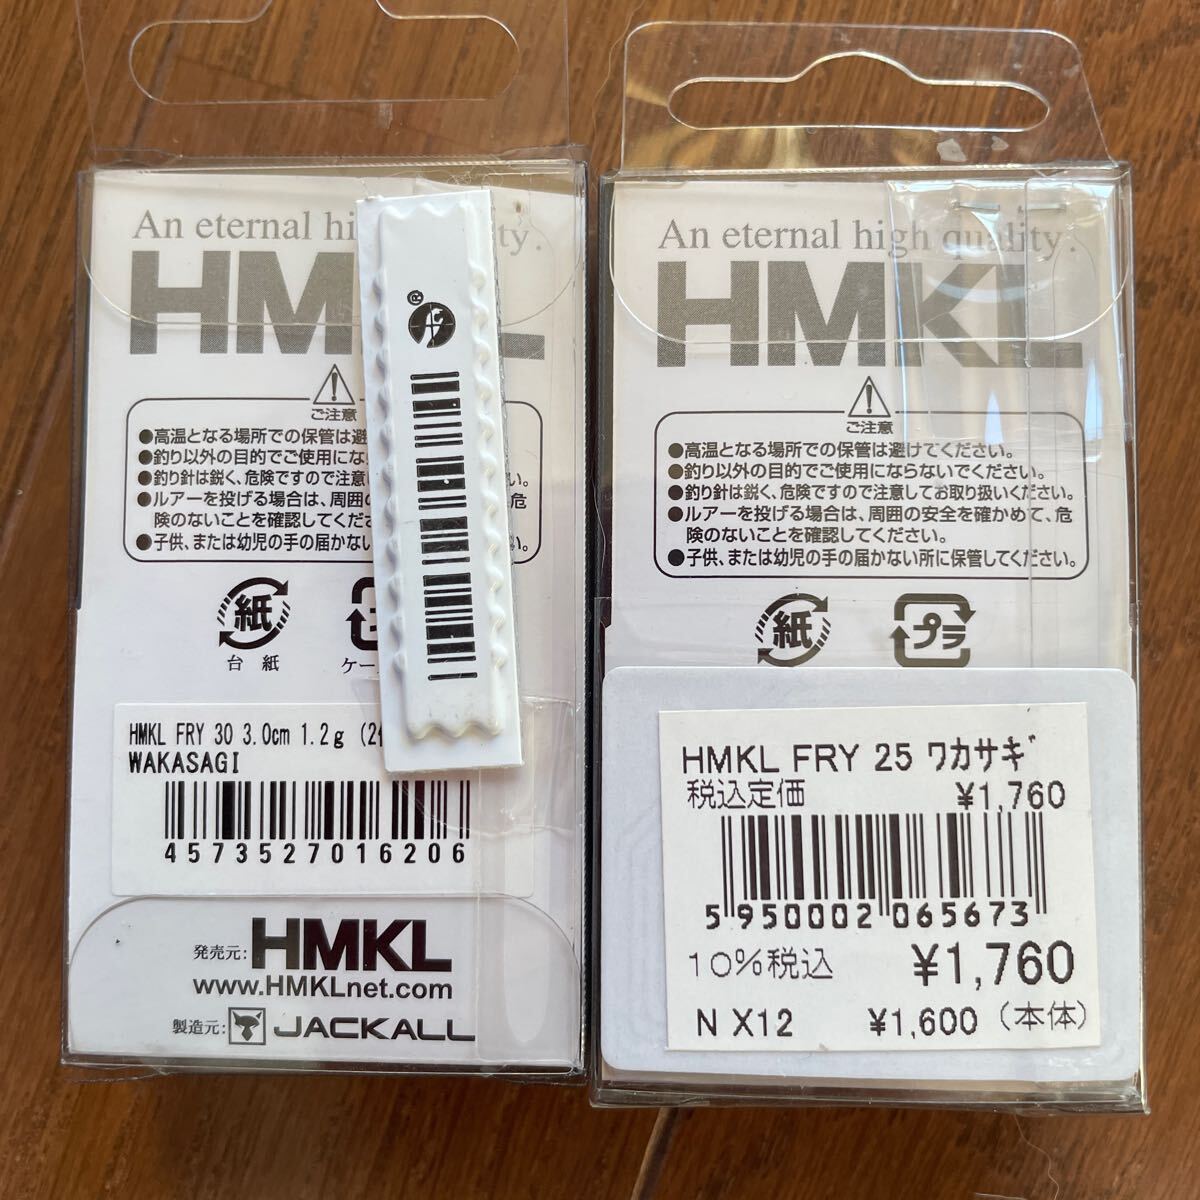 An eternal hi ty.
HM L
ご注意
●高温となる場所での保管は避
●釣り以外の目的でご使用にな
●釣り針は鋭く、危険ですので注意 い。
●ルアーを投げる場合は、周囲 危
険のないことを確認してくださ
●子供、または幼児の手の届かな い。
紙
台紙
ケー
HMKL FRY 30 3.0cm 1.2g (2
WAKASAGI
4573527016206
発売元: HMKL
www.HMKLnet.com
製造元: JACKALL
An eternal high quality.
HMKL
ご注意
●高温となる場所での保管は避けてください。
●釣り以外の目的でご使用にならないでください。
●釣り針は鋭く、危険ですので注意してお取り扱いください。
●ルアーを投げる場合は、周囲の安全を確かめて、危
険のないことを確認してください。
●子供、または幼児の手の届かない所に保管してください。
紙
プラ
HMKL FRY 25 ワカサギ
税込定価 ¥1,760
5950002065673
10%税込 ¥1,760
N X12 ¥1,600(本体)